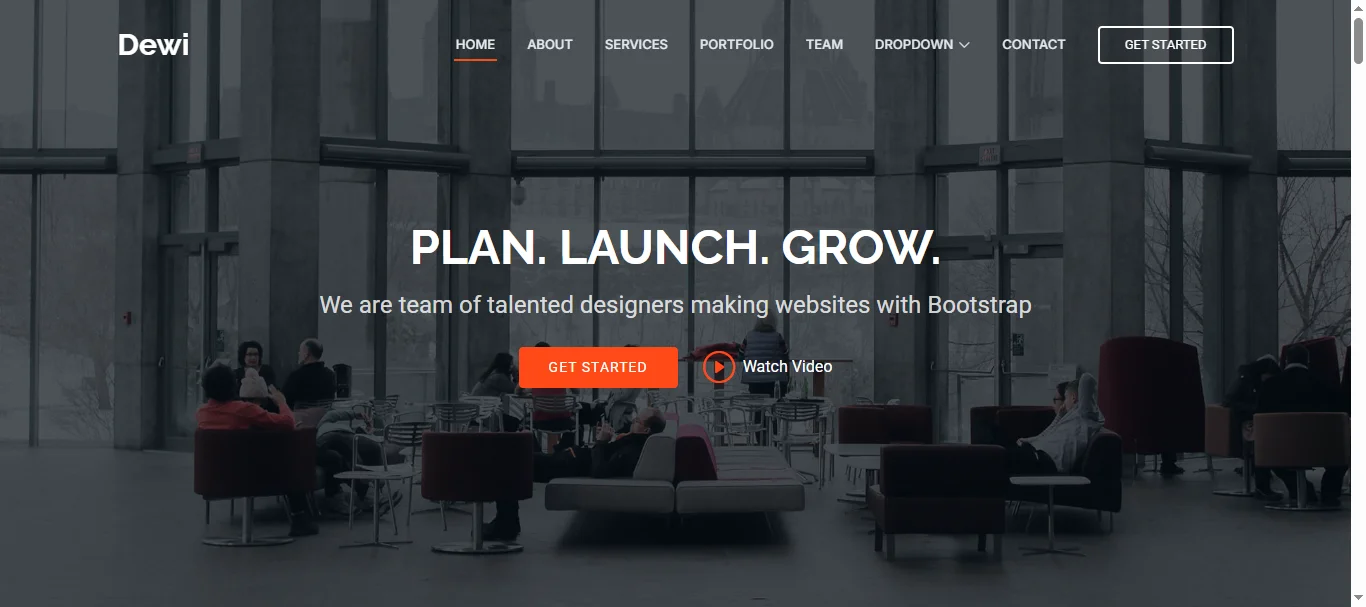 Dewi
HOME ABOUT SERVICES PORTFOLIO TEAM DROPDOWN CONTACT GET STARTED
PLAN. LAUNCH. GROW.
We are team of talented designers making websites with Bootstrap
GET STARTED Watch Video